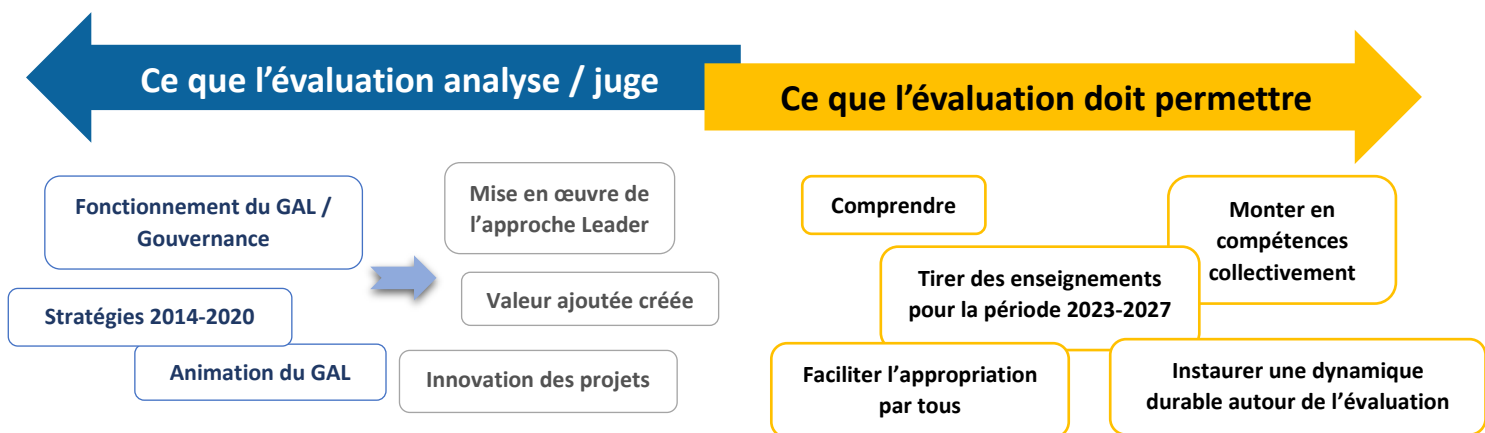 Ce que l’évaluation analyse / juge
Ce que l’évaluation doit permettre
Fonctionnement du GAL /
Gouvernance
Stratégies 2014-2020
Animation du GAL
Mise en œuvre de
l’approche Leader
Valeur ajoutée créée
Innovation des projets
Comprendre
Monter en
compétences
collectivement
Tirer des enseignements
pour la période 2023-2027
Faciliter l’appropriation
par tous
Instaurer une dynamique
durable autour de l’évaluation